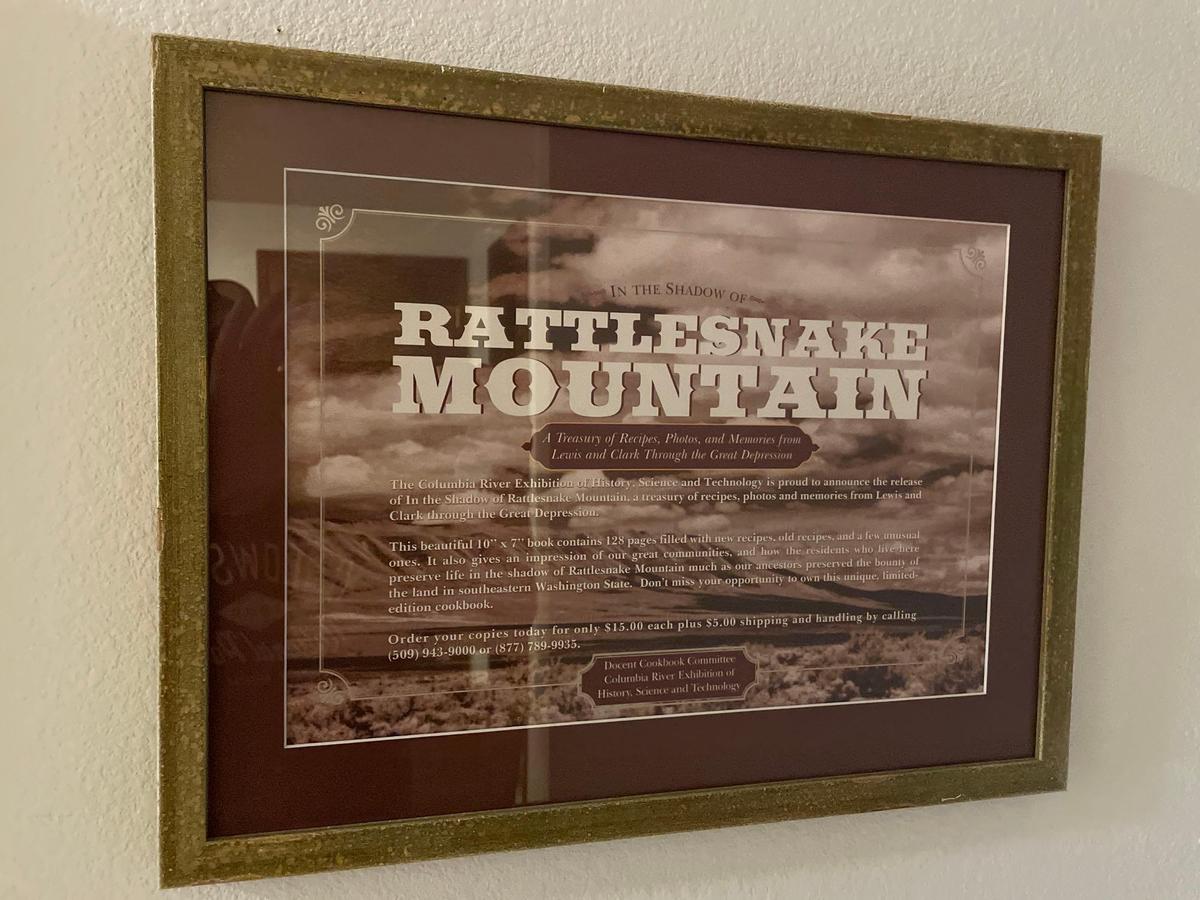 IN THE SHADOW OF
RATTLESNAKE
MOUNTAIN
A Treasury of Recipes, Photos, and Memories from
Lewis and Clark Through the Great Depression
The Columbia River Exhibition of History, Science and Technology is proud to announce the release
of In the Shadow of Rattlesnake Mountain, a treasury of recipes, photos and memories from Lewis and
Clark through the Great Depression.
This beautiful 10" x 7" book contains 128 pages filled with new recipes, old recipes, and a few unusual
ones. It also gives an impression of our great communities, and how the residents who live here
preserve life in the shadow of Rattlesnake Mountain much as our ancestors preserved the bounty of
the land in southeastern Washington State. Don't miss your opportunity to own this unique, limited-
edition cookbook.
Order your copies today for only $15.00 each plus $5.00 shipping and handling by calling
(509) 943-9000 or (877) 789-9935.
Docent Cookbook Committee
Columbia River Exhibition of
History, Science and Technology